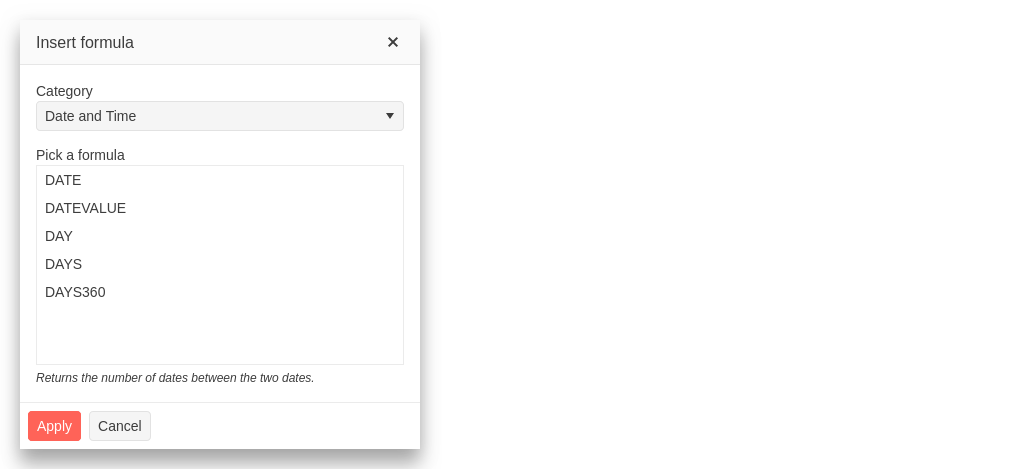 Insert formula
Category
Date and Time
Pick a formula
DATE
DATEVALUE
DAY
DAYS
DAYS360
Returns the number of dates between the two dates.
Apply Cancel